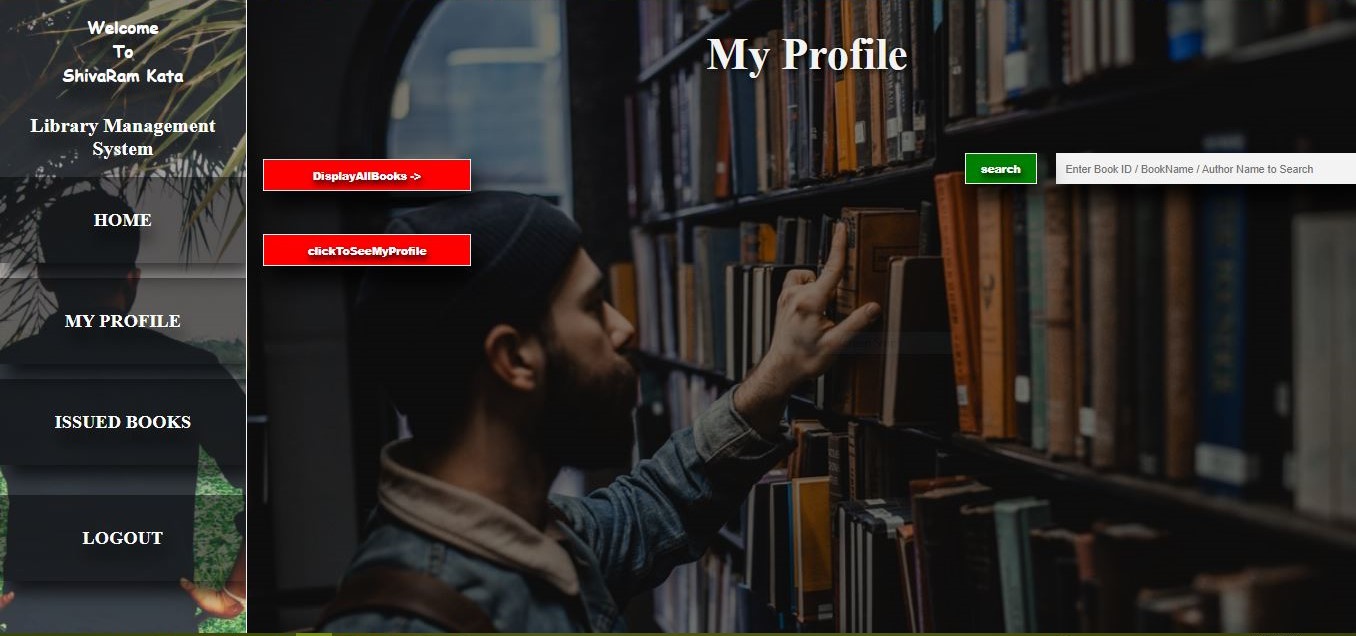 Welcome
To
ShivaRam Kata
Library Management
System
HOME
MY PROFILE
ISSUED BOOKS
LOGOUT
My Profile
DisplayAllBooks ->
search
Enter Book ID / BookName / Author Name to Search
clickToSeeMyProfile